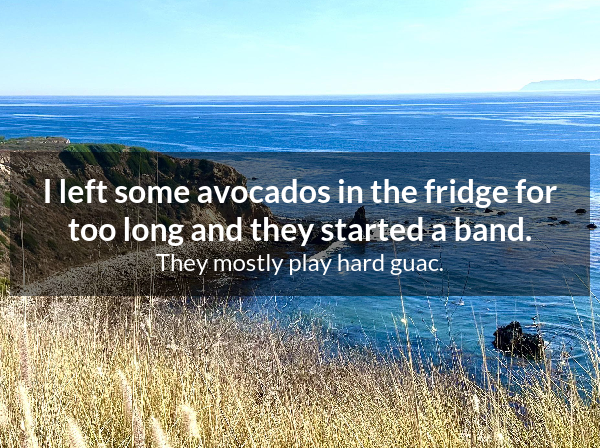 I left some avocados in the fridge for
too long and they started a band.
They mostly play hard guac.